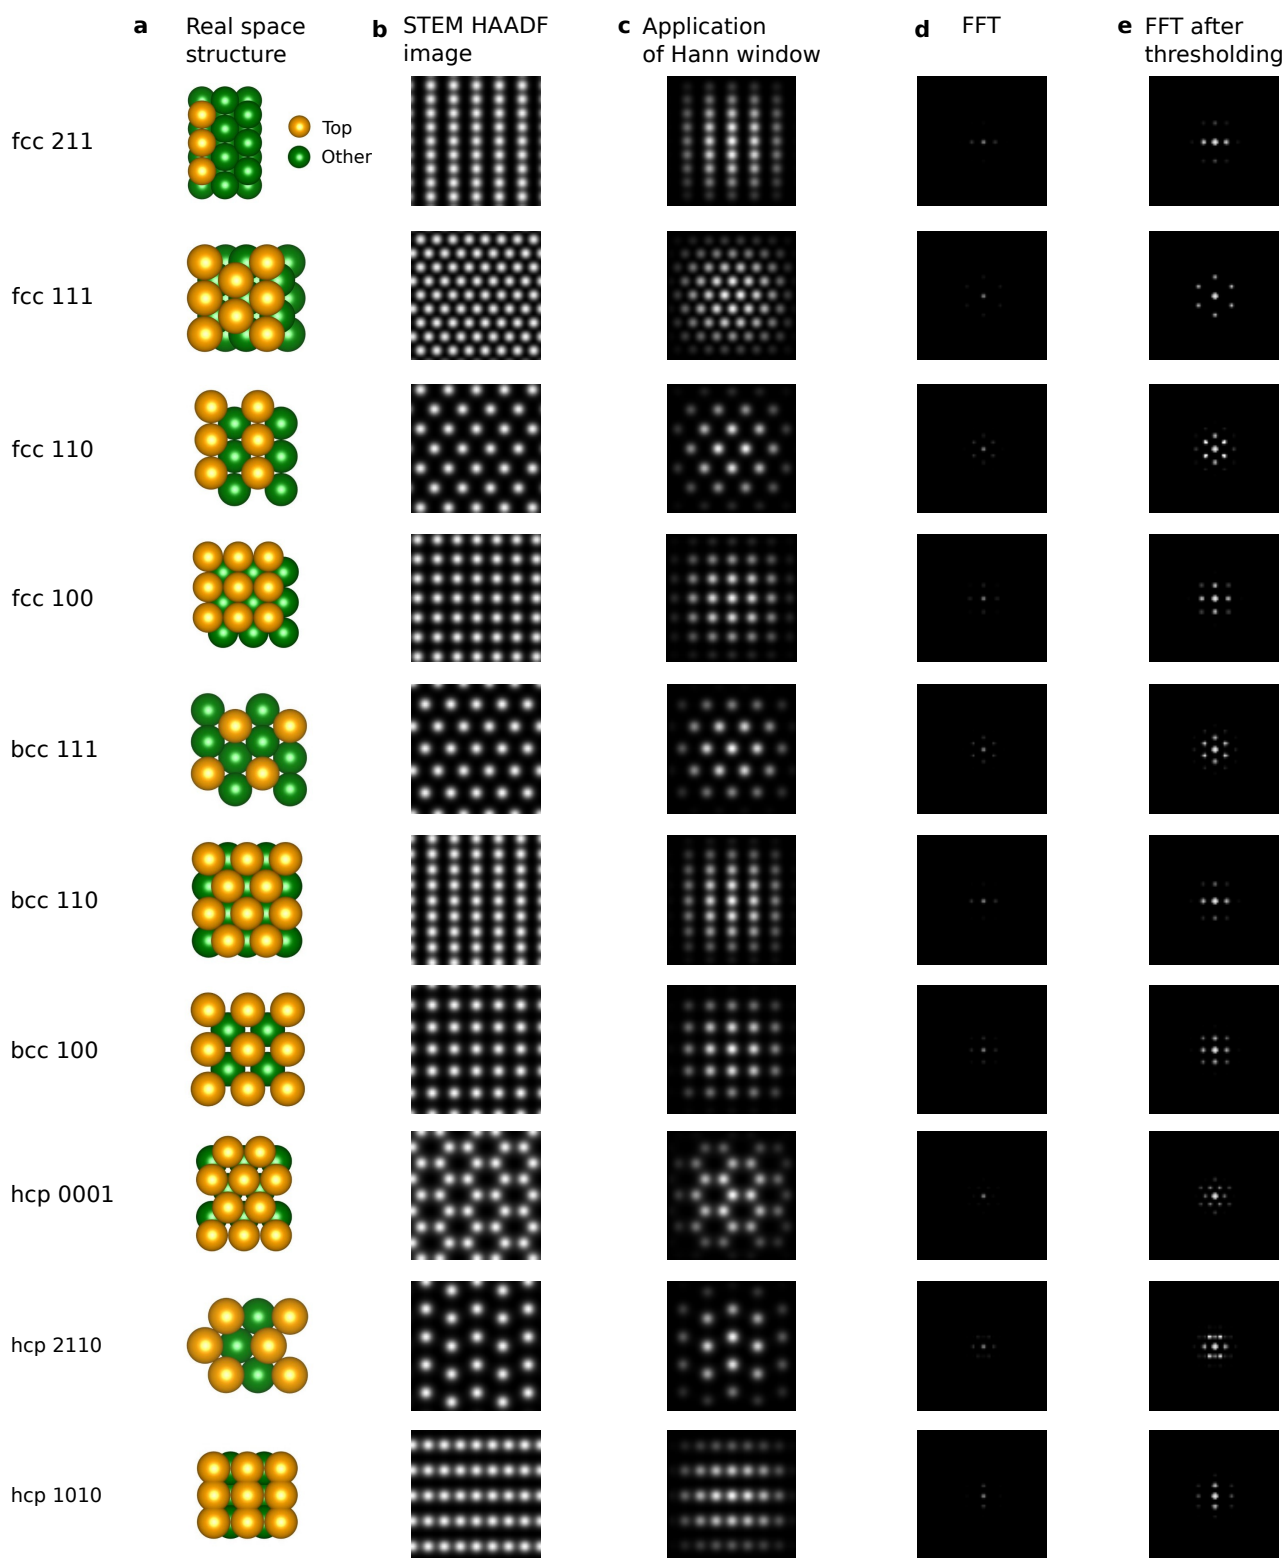 a Real space structure
b STEM HAADF image
c Application of Hann window
d FFT
e FFT after thresholding
fcc 211
Top
Other
fcc 111
fcc 110
fcc 100
bcc 111
bcc 110
bcc 100
hcp 0001
hcp 2110
hcp 1010